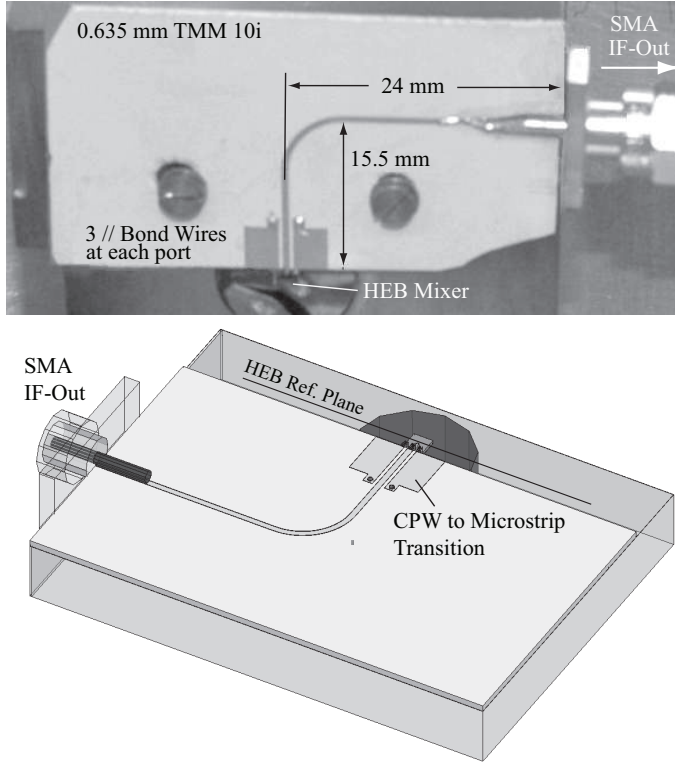 0.635 mm TMM 10i
SMA
IF-Out
24 mm
15.5 mm
3 // Bond Wires
at each port
HEB Mixer
SMA
IF-Out
HEB Ref. Plane
CPW to Microstrip
Transition